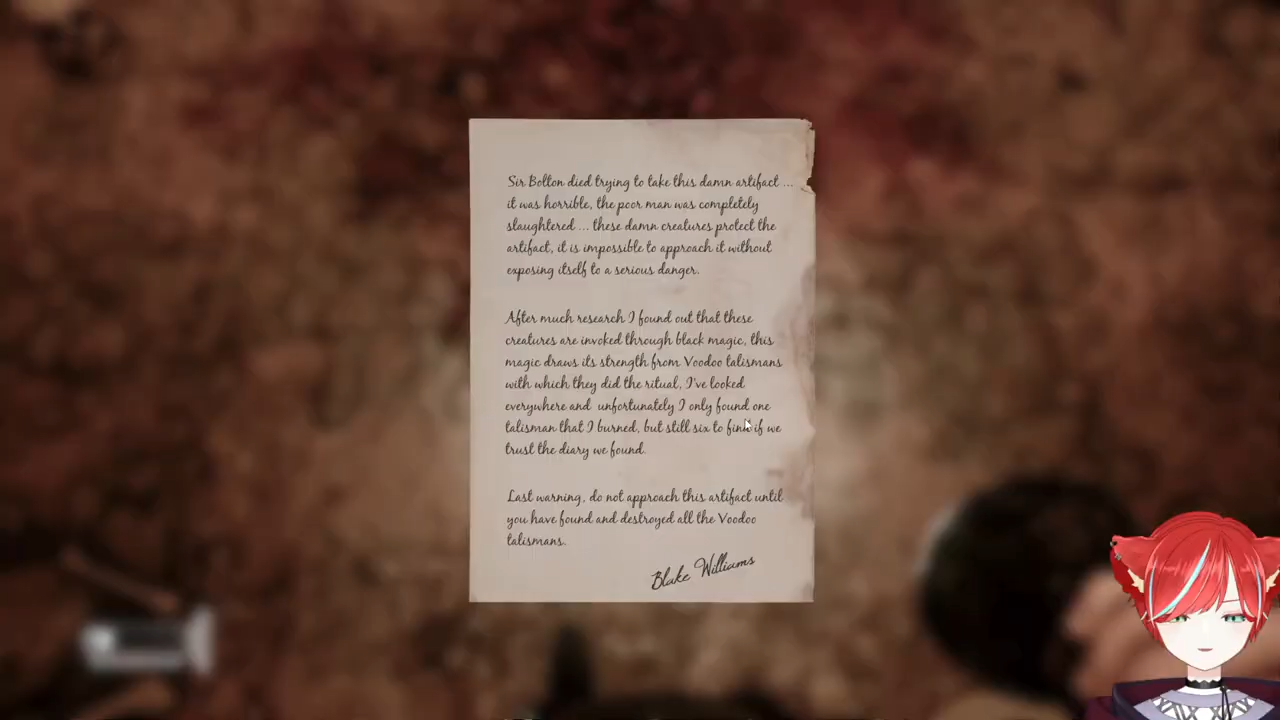 Sir Bolton died trying to take this damn artifact ...
it was horrible, the poor man was completely
slaughtered ... these damn creatures protect the
artifact, it is impossible to approach it without
exposing itself to a serious danger.
After much research I found out that these
creatures are invoked through black magic, this
magic draws its strength from Voodoo talismans
with which they did the ritual, I've looked
everywhere and unfortunately I only found one
talisman that I burned, but still six to find if we
trust the diary we found.
Last warning, do not approach this artifact until
you have found and destroyed all the Voodoo
talismans.
Blake Williams